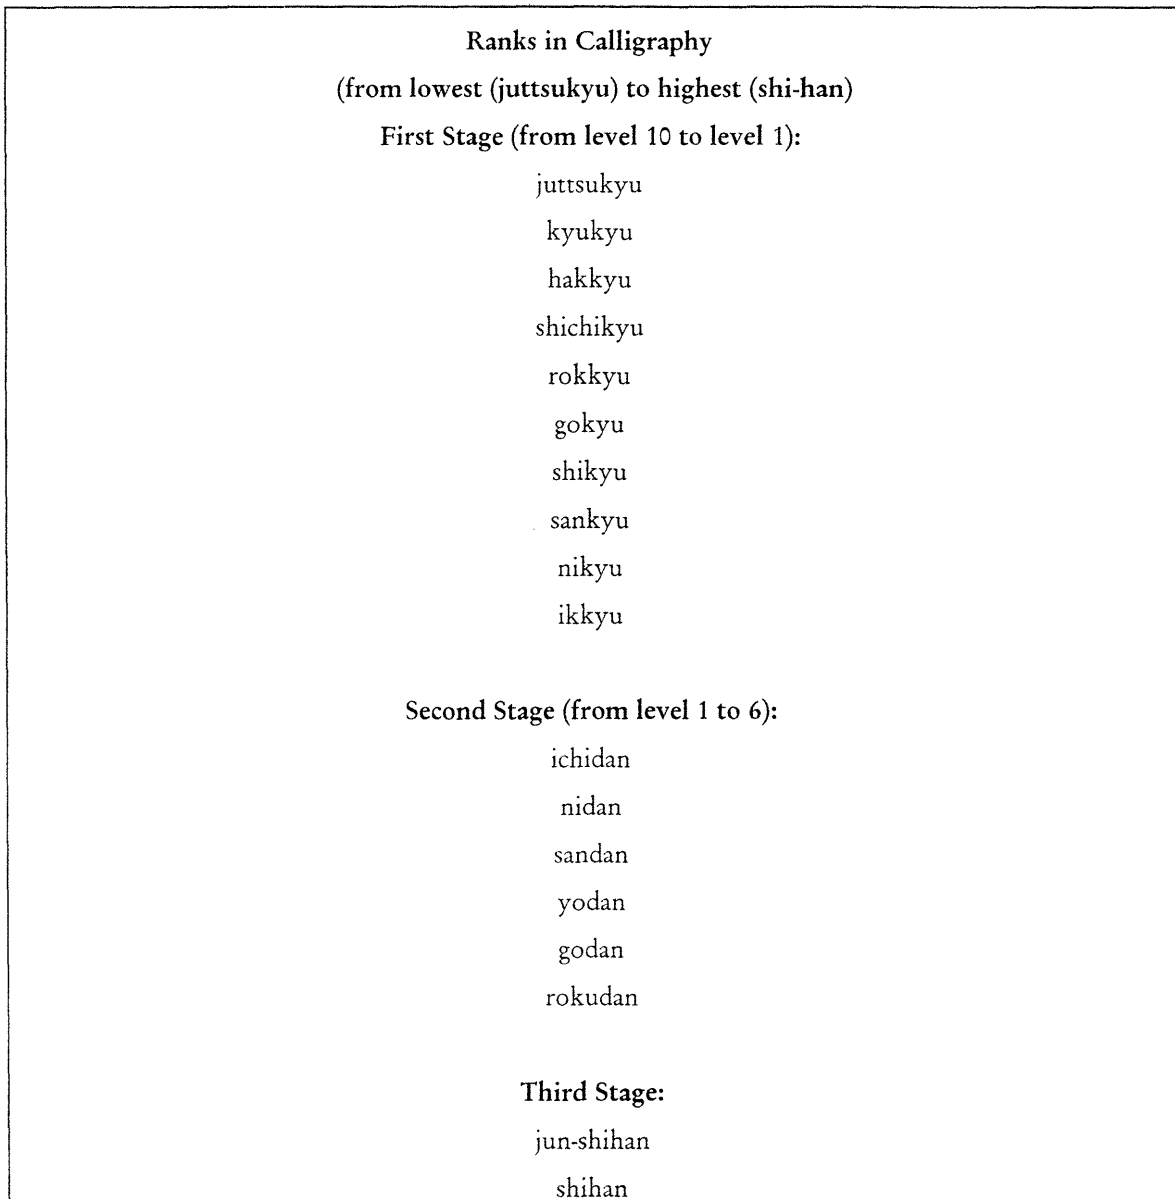 Ranks in Calligraphy
(from lowest (juttsukyu) to highest (shi-han)
First Stage (from level 10 to level 1):
juttsukyu
kyukyu
hakkyu
shichikyu
rokkyu
gokyu
shikyu
sankyu
nikyu
ikkyu
Second Stage (from level 1 to 6):
ichidan
nidan
sandan
yodan
godan
rokudan
Third Stage:
jun-shihan
shihan